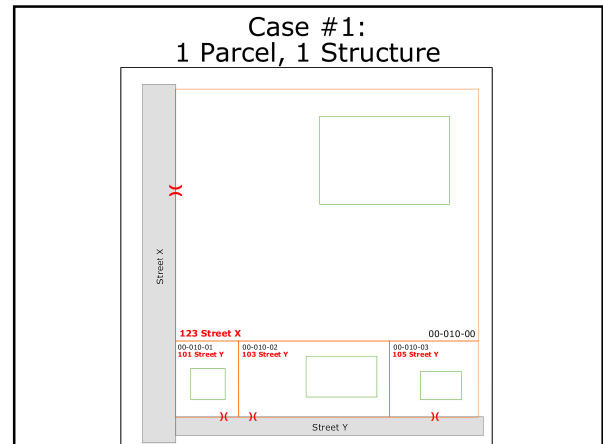 Case #1:
1 Parcel, 1 Structure
Street X
123 Street X
00-010-00
00-010-01
101 Street Y
00-010-02
103 Street Y
00-010-03
105 Street Y
Street Y